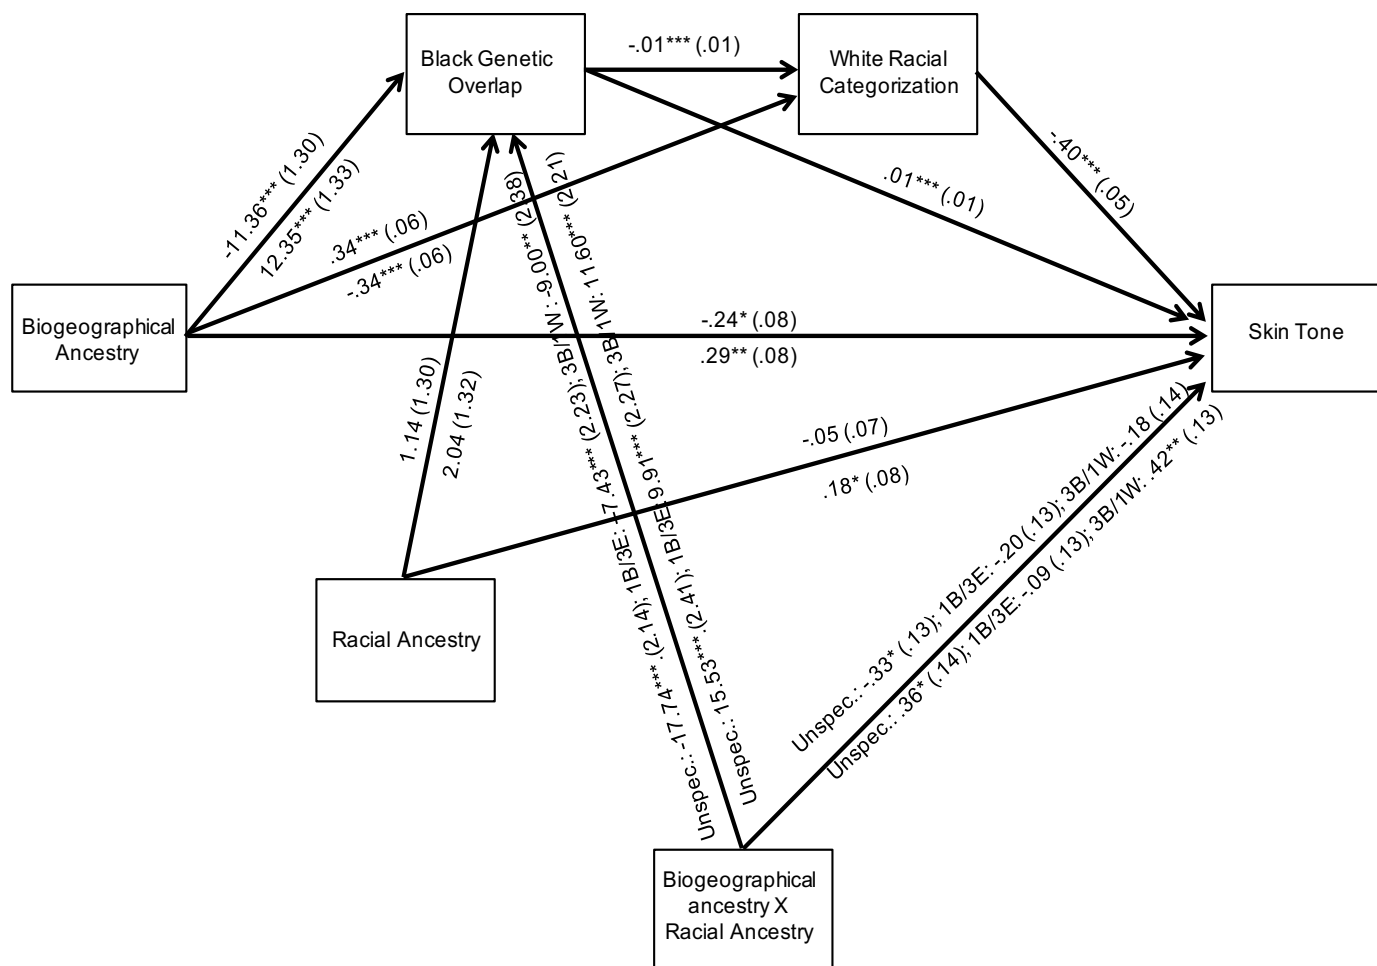 Black Genetic
Overlap
-.01*** (.01)
White Racial
Categorization
-11.36*** (1.30)
12.35*** (1.33)
.34*** (.06)
-.34*** (.06)
.01*** (.01)
-.40*** (.05)
Biogeographical
Ancestry
-.24* (.08)
.29** (.08)
Skin Tone
1.14 (1.30)
2.04 (1.32)
-.05 (.07)
.18* (.08)
Racial Ancestry
Unspec.: -17.74***.(2.14); 1B/3E: --7.43*** (2.23); 3B/1W: -9.00** (2.38)
Unspec.: 15.53***.(2.41); 1B/3E:-9.91*** (2.27); 3B/1W: 11.60*** (2.21)
Unspec.: -.33* (.13); 1B/3E: -.20 (.13); 3B/1W: -.18 (.14)
Unspec.: .36* (.14); 1B/3E: -.09 (.13); 3B/1W: .42** (.13)
Biogeographical
ancestry X
Racial Ancestry